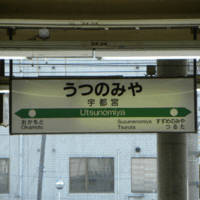 うつのみや
宇都宮
Utsunomiya
おかもと
Okamoto
すずめのみや
Suzumenomiya
つるた
Tsuruta